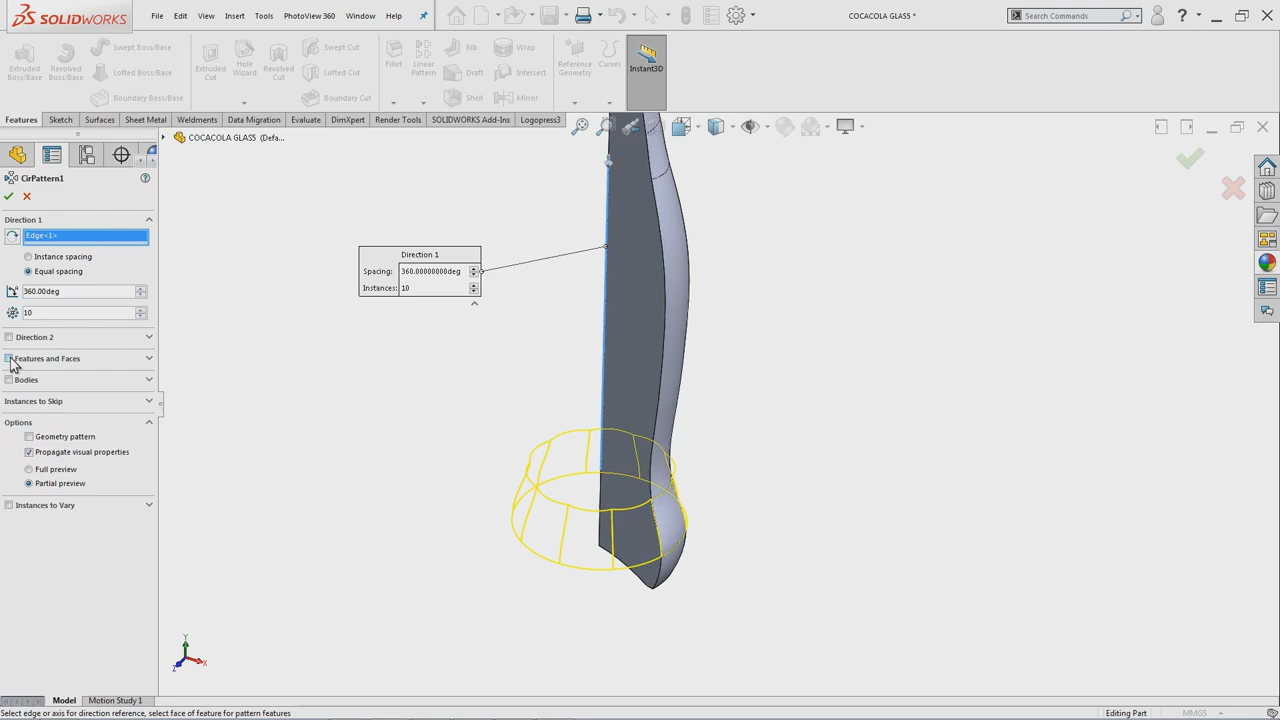 SOLIDWORKS
File Edit View Insert Tools PhotoView 360 Window Help
COCACOLA GLASS *
Search Commands
Extruded Boss/Base
Revolved Boss/Base
Swept Boss/Base
Lofted Boss/Base
Boundary Boss/Base
Extruded Cut
Hole Wizard
Revolved Cut
Swept Cut
Lofted Cut
Boundary Cut
Fillet
Linear Pattern
Rib
Draft
Shell
Wrap
Intersect
Mirror
Reference Geometry
Curves
Instant3D
Features Sketch Surfaces Sheet Metal Weldments Data Migration Evaluate DimXpert Render Tools SOLIDWORKS Add-Ins Logopress3
COCACOLA GLASS (Defa...
CirPattern1
Direction 1
Edge<1>
Instance spacing
Equal spacing
360.00deg
10
Direction 2
Features and Faces
Bodies
Instances to Skip
Options
Geometry pattern
Propagate visual properties
Full preview
Partial preview
Instances to Vary
Direction 1
Spacing: 360.00000000deg
Instances: 10
Y
X
Z
Model Motion Study 1
Select edge or axis for direction reference, select face of feature for pattern features
Editing Part
MMGS